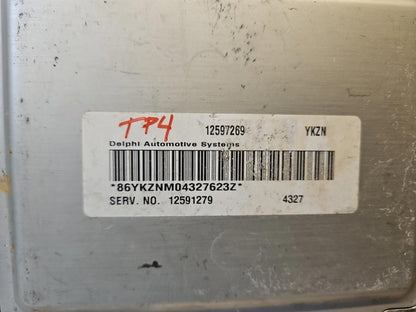 TP4 12597269 YKZN
Delphi Automotive Systems
*86YKZNM04327623Z*
SERV. NO. 12591279 4327